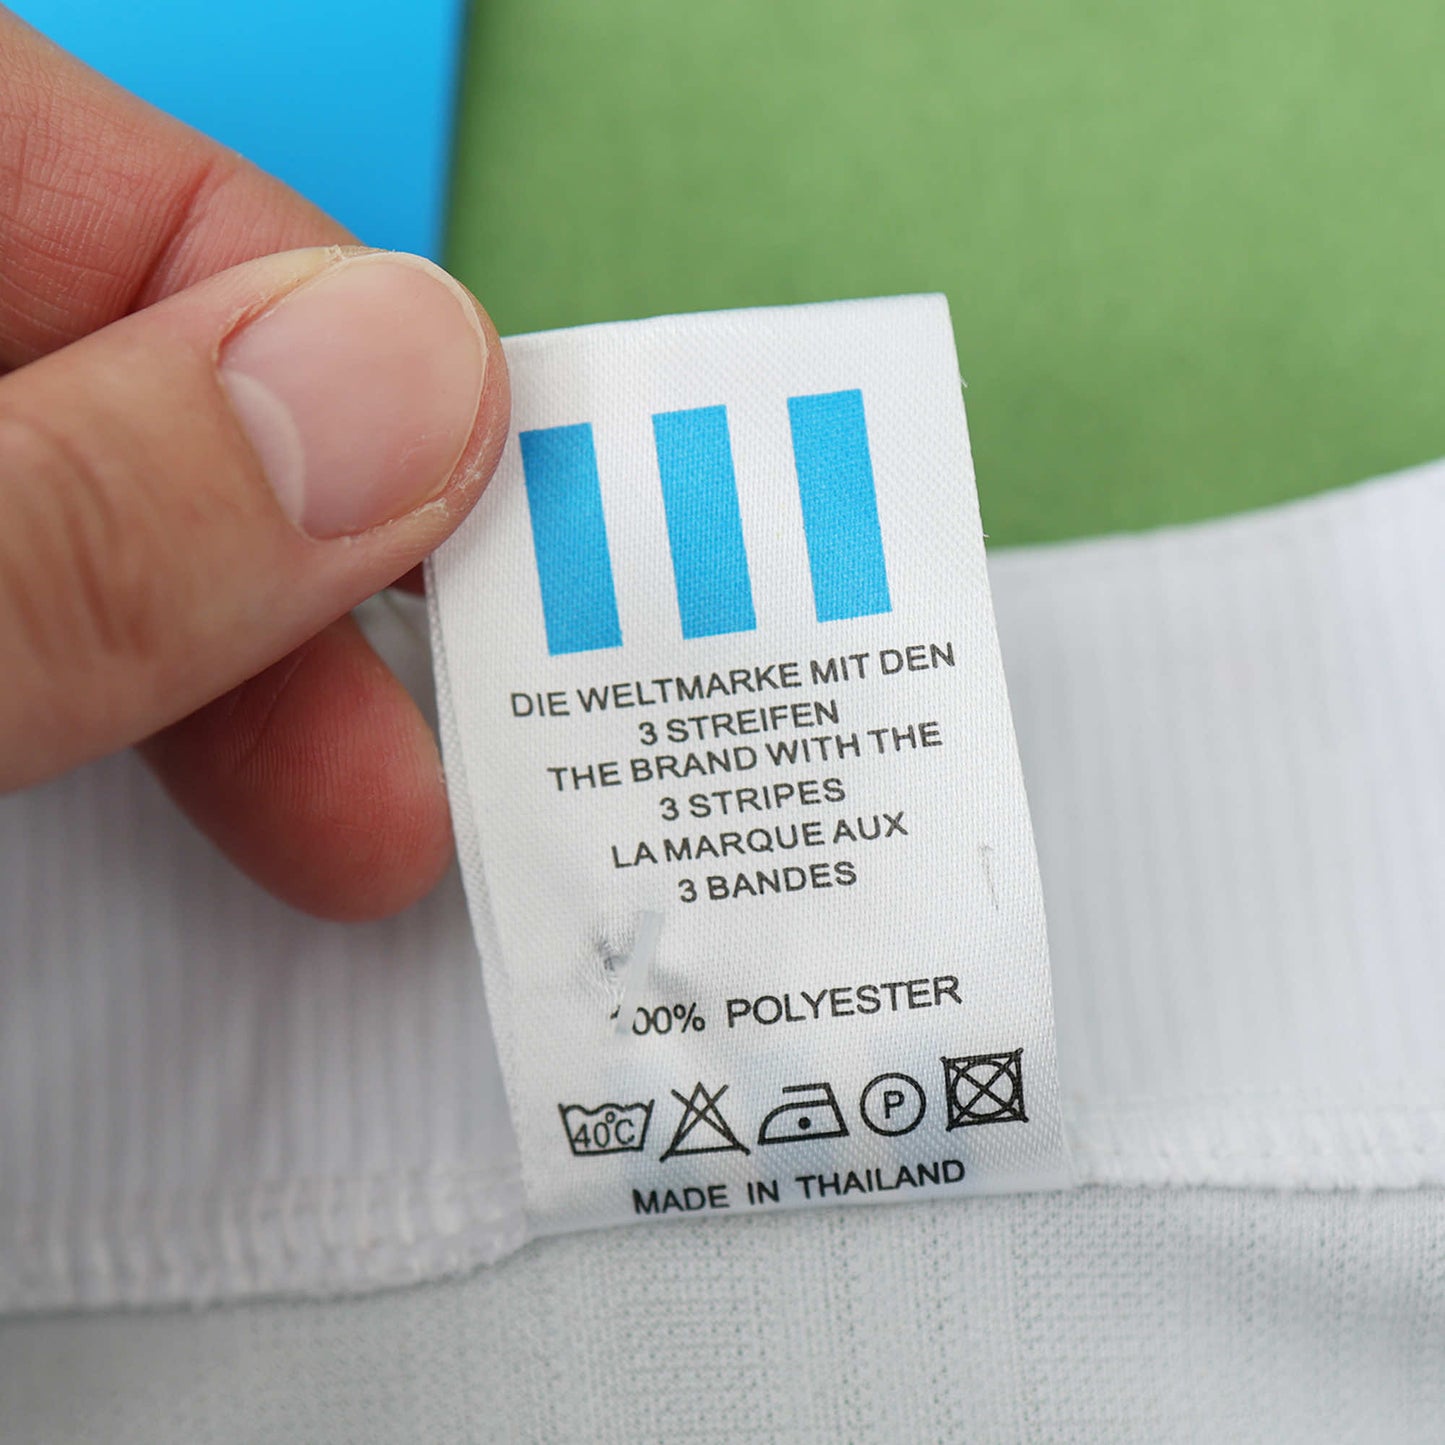 DIE WELTMARKE MIT DEN
3 STREIFEN
THE BRAND WITH THE
3 STRIPES
LA MARQUE AUX
3 BANDES
100% POLYESTER
40°C
P
MADE IN THAILAND